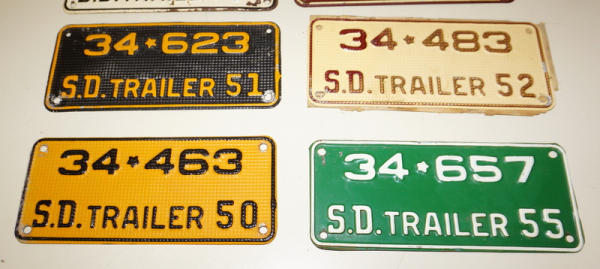 34★623
S.D. TRAILER 51
34★483
S.D. TRAILER 52
34★463
S.D. TRAILER 50
34★657
S.D. TRAILER 55